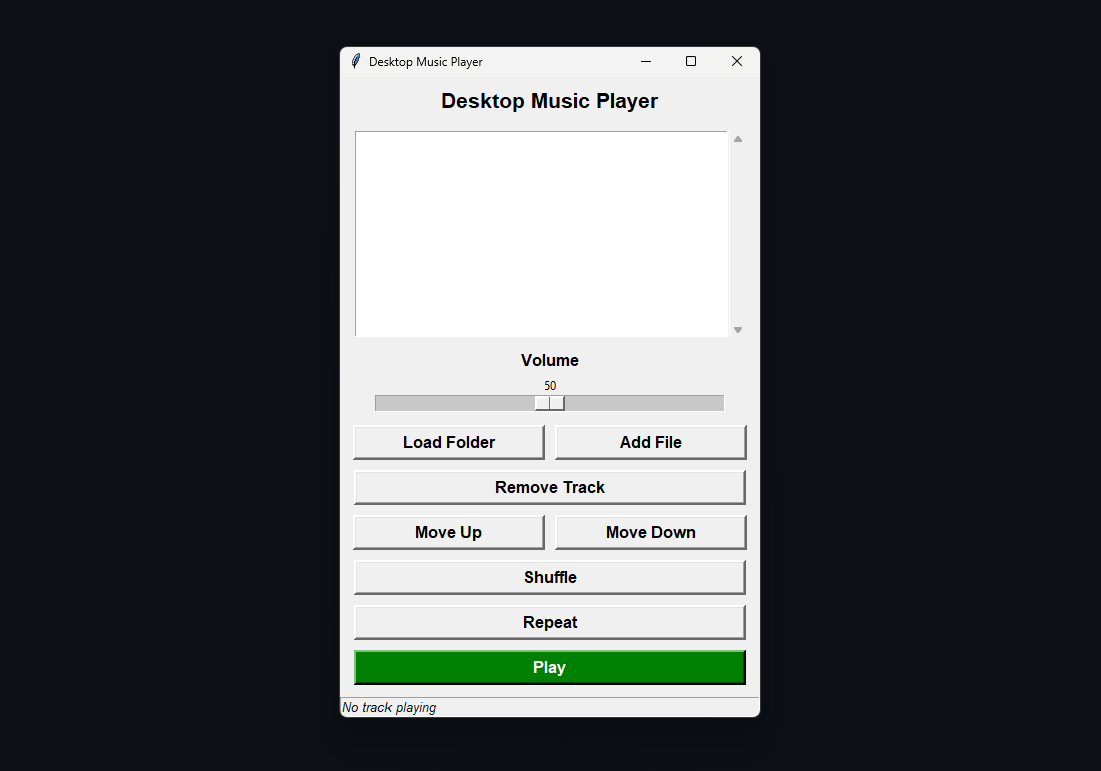 Desktop Music Player
Desktop Music Player
Volume
50
Load Folder Add File
Remove Track
Move Up Move Down
Shuffle
Repeat
Play
No track playing